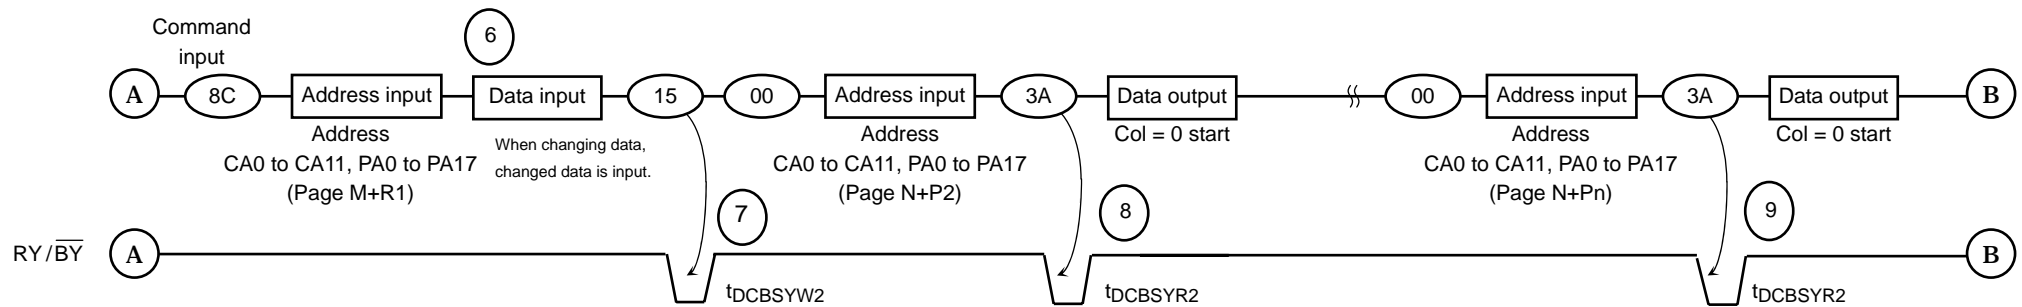 Command
input
6
A 8C Address input Data input 15 00 Address input 3A Data output 00 Address input 3A Data output B
Address
CA0 to CA11, PA0 to PA17
(Page M+R1)
When changing data,
changed data is input.
Address
CA0 to CA11, PA0 to PA17
(Page N+P2)
Col = 0 start
Address
CA0 to CA11, PA0 to PA17
(Page N+Pn)
Col = 0 start
7
8
9
RY/BY A B
tDCBSYW2
tDCBSYR2
tDCBSYR2